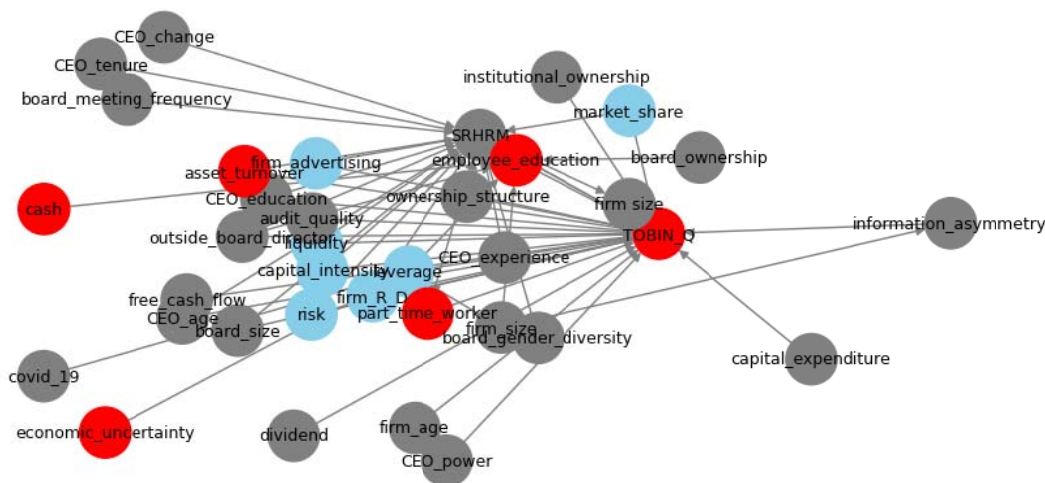 CEO_change
CEO_tenure
institutional_ownership
board_meeting_frequency
market_share
SRHRM
firm_advertising
employee_education
board_ownership
asset_turnover
CEO_education
ownership_structure
cash
firm size
audit_quality
information_asymmetry
outside_board_director
liquidity
TOBIN_Q
CEO_experience
capital_intensity
leverage
free_cash_flow
firm_R_D
CEO_age
risk
part_time_worker
board_size
firm_size
board_gender_diversity
capital_expenditure
covid_19
economic_uncertainty
dividend
firm_age
CEO_power